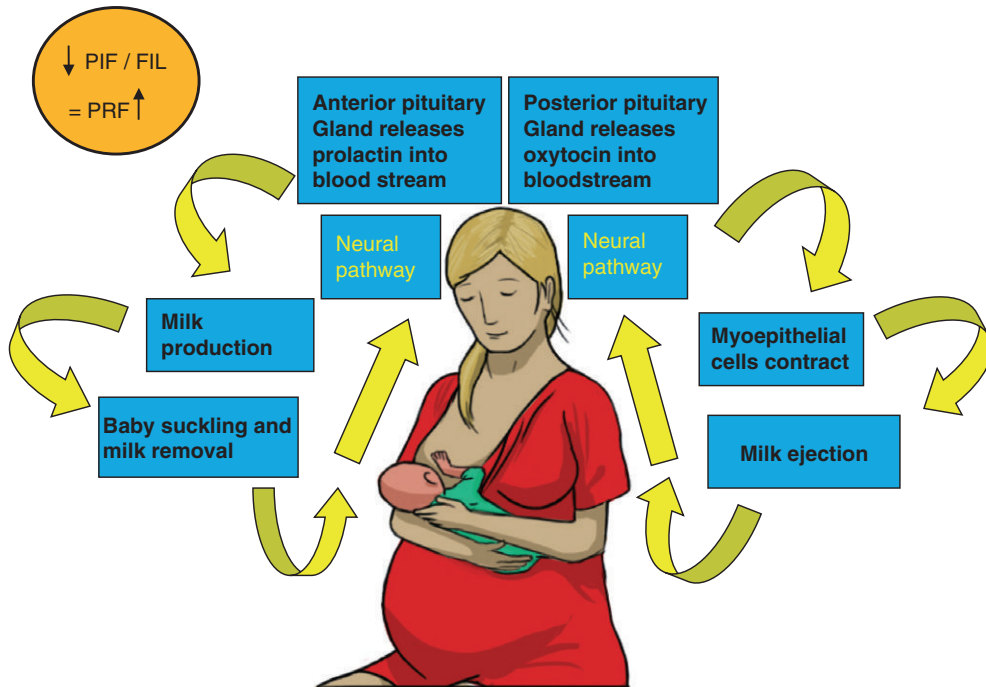 ↓ PIF / FIL
= PRF ↑
Anterior pituitary
Gland releases
prolactin into
blood stream
Posterior pituitary
Gland releases
oxytocin into
bloodstream
Neural
pathway
Neural
pathway
Milk
production
Myoepithelial
cells contract
Baby suckling and
milk removal
Milk ejection